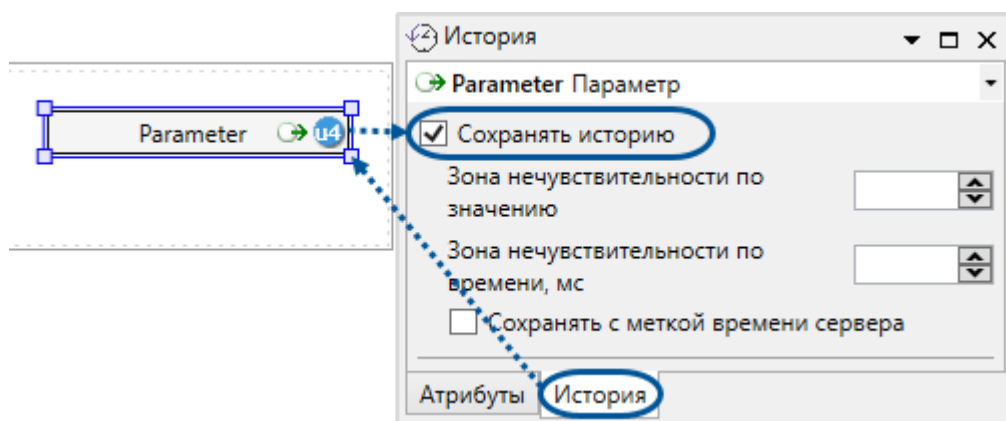 История
Parameter Параметр
Parameter u4
Сохранять историю
Зона нечувствительности по
значению
Зона нечувствительности по
времени, мс
Сохранять с меткой времени сервера
Атрибуты История